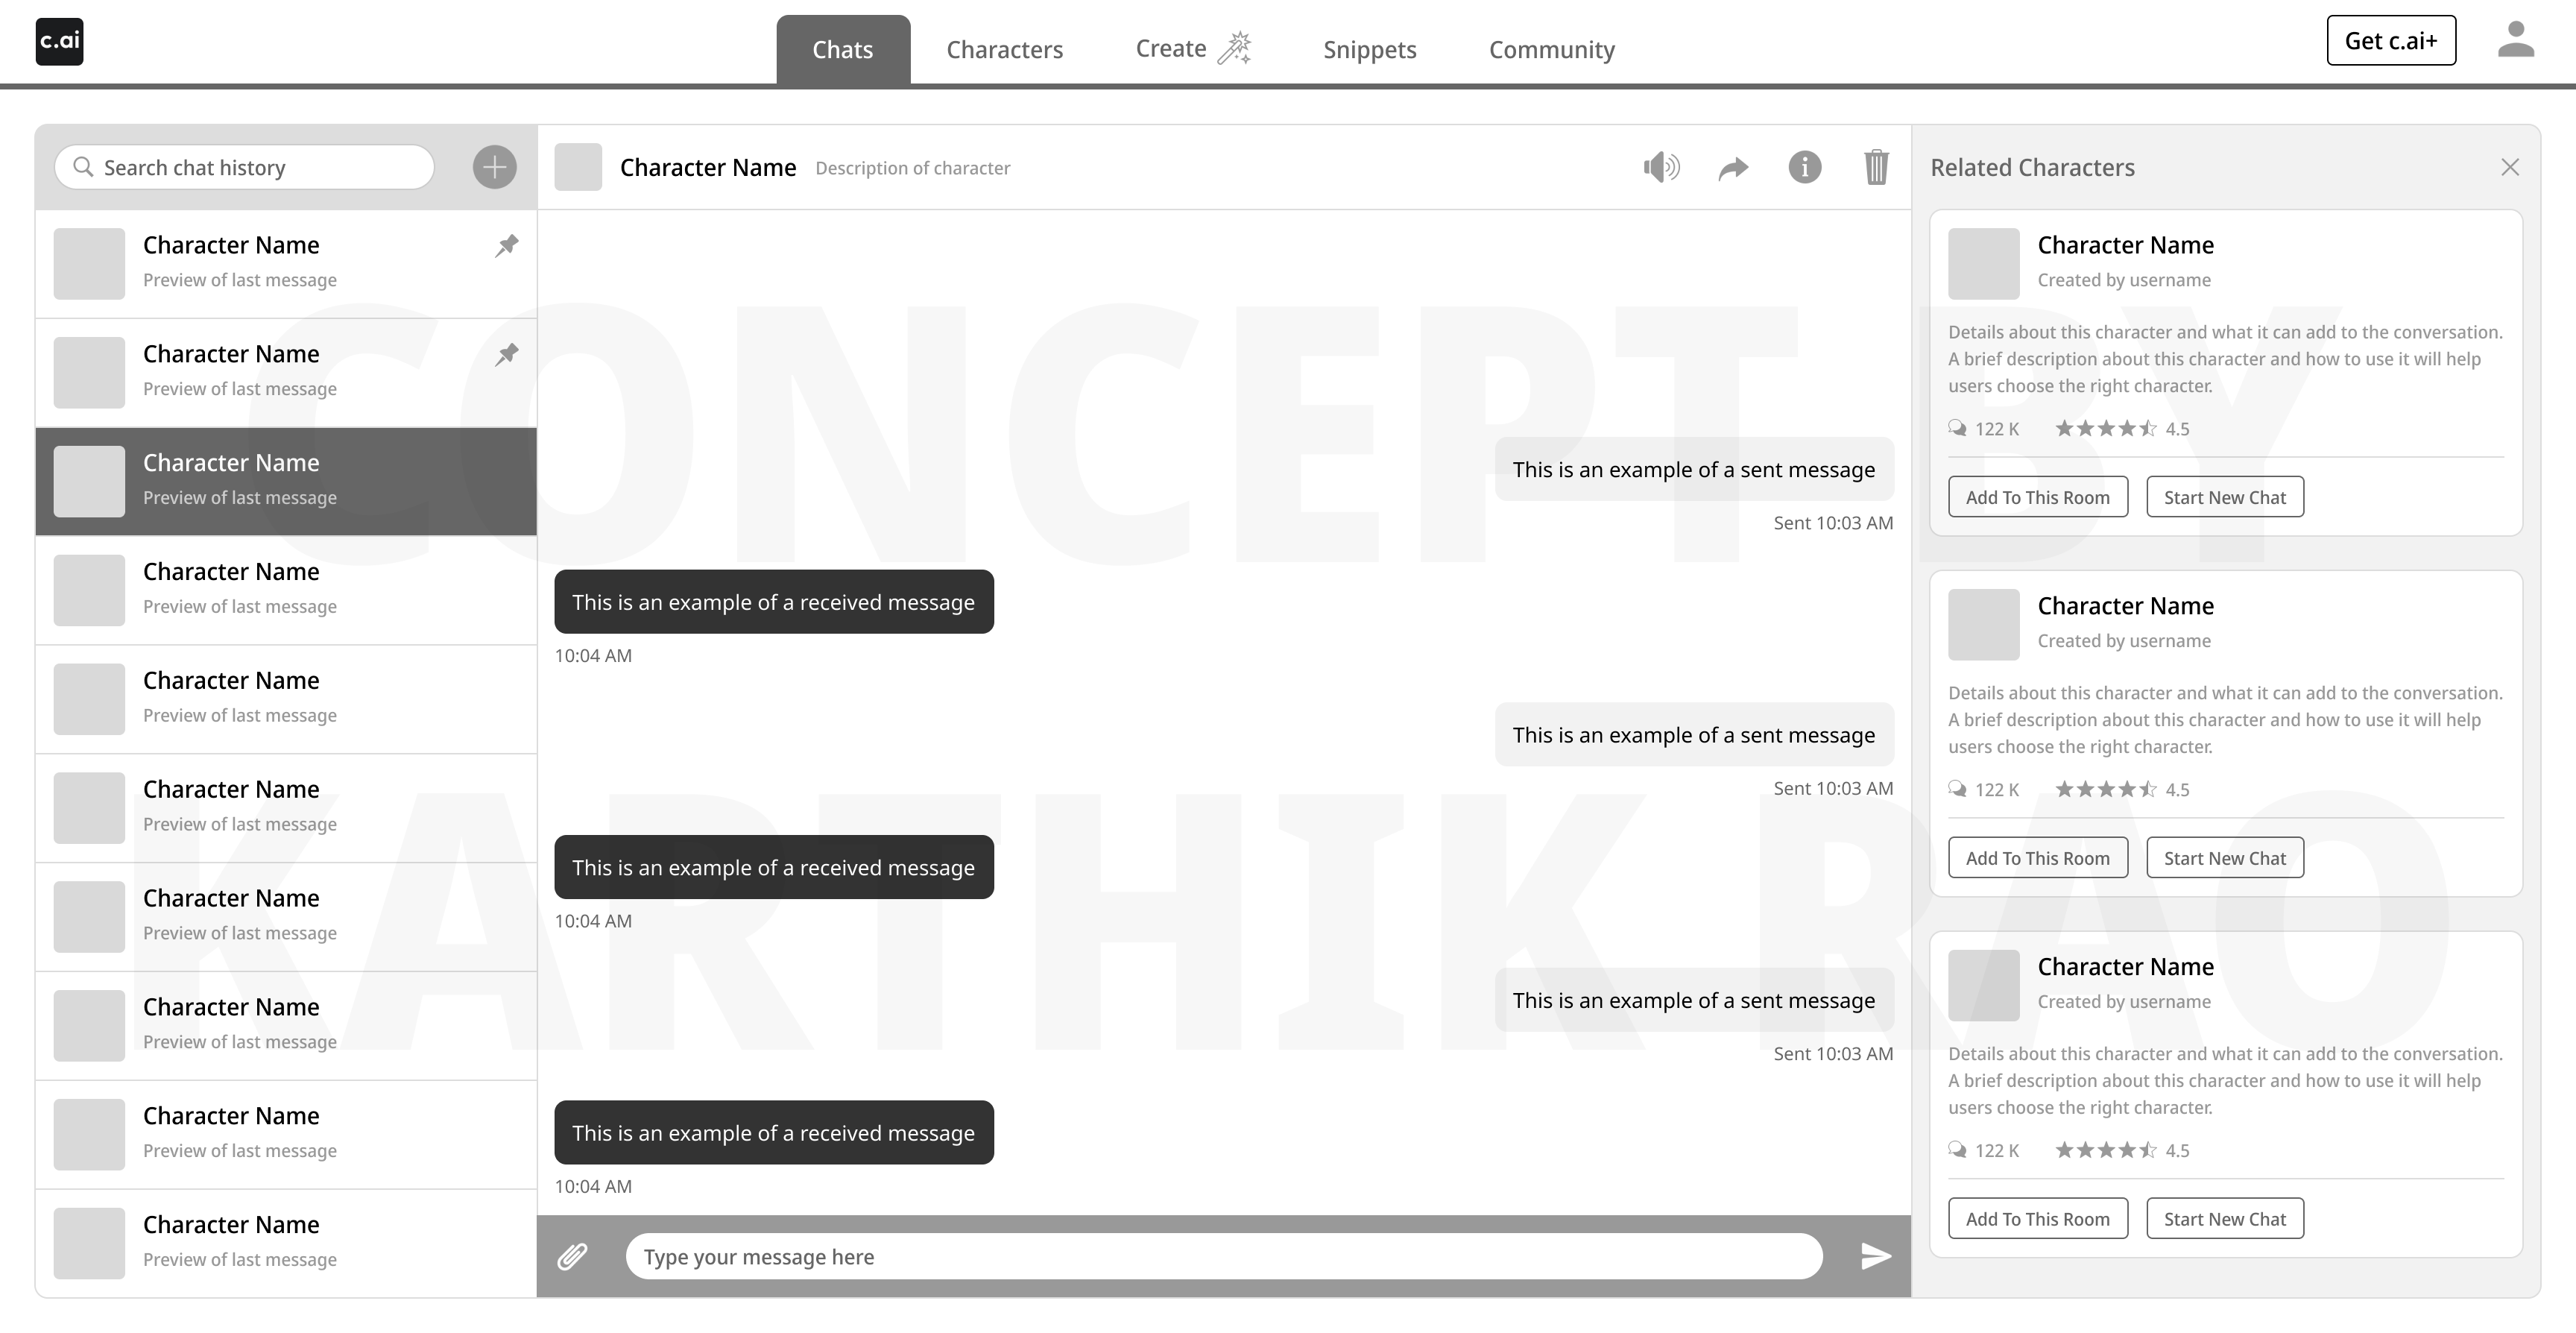 c.ai
Chats
Characters
Create
Snippets
Community
Get c.ai+
Search chat history
Character Name
Preview of last message
Character Name
Preview of last message
Character Name
Preview of last message
Character Name
Preview of last message
Character Name
Preview of last message
Character Name
Preview of last message
Character Name
Preview of last message
Character Name
Preview of last message
Character Name
Preview of last message
Character Name
Preview of last message
Character Name Description of character
This is an example of a sent message
Sent 10:03 AM
This is an example of a received message
10:04 AM
This is an example of a sent message
Sent 10:03 AM
This is an example of a received message
10:04 AM
This is an example of a sent message
Sent 10:03 AM
This is an example of a received message
10:04 AM
Type your message here
Related Characters
Character Name
Created by username
Details about this character and what it can add to the conversation.
A brief description about this character and how to use it will help
users choose the right character.
122 K 4.5
Add To This Room Start New Chat
Character Name
Created by username
Details about this character and what it can add to the conversation.
A brief description about this character and how to use it will help
users choose the right character.
122 K 4.5
Add To This Room Start New Chat
Character Name
Created by username
Details about this character and what it can add to the conversation.
A brief description about this character and how to use it will help
users choose the right character.
122 K 4.5
Add To This Room Start New Chat
CONCEPT BY
KARTHIK RAO